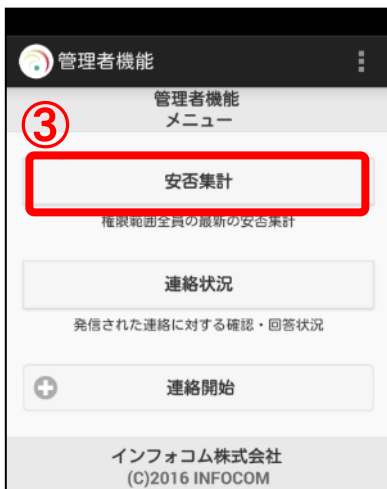 管理者機能
管理者機能
メニュー
③
安否集計
権限範囲全員の最新の安否集計
連絡状況
発信された連絡に対する確認・回答状況
連絡開始
インフォコム株式会社
(C)2016 INFOCOM